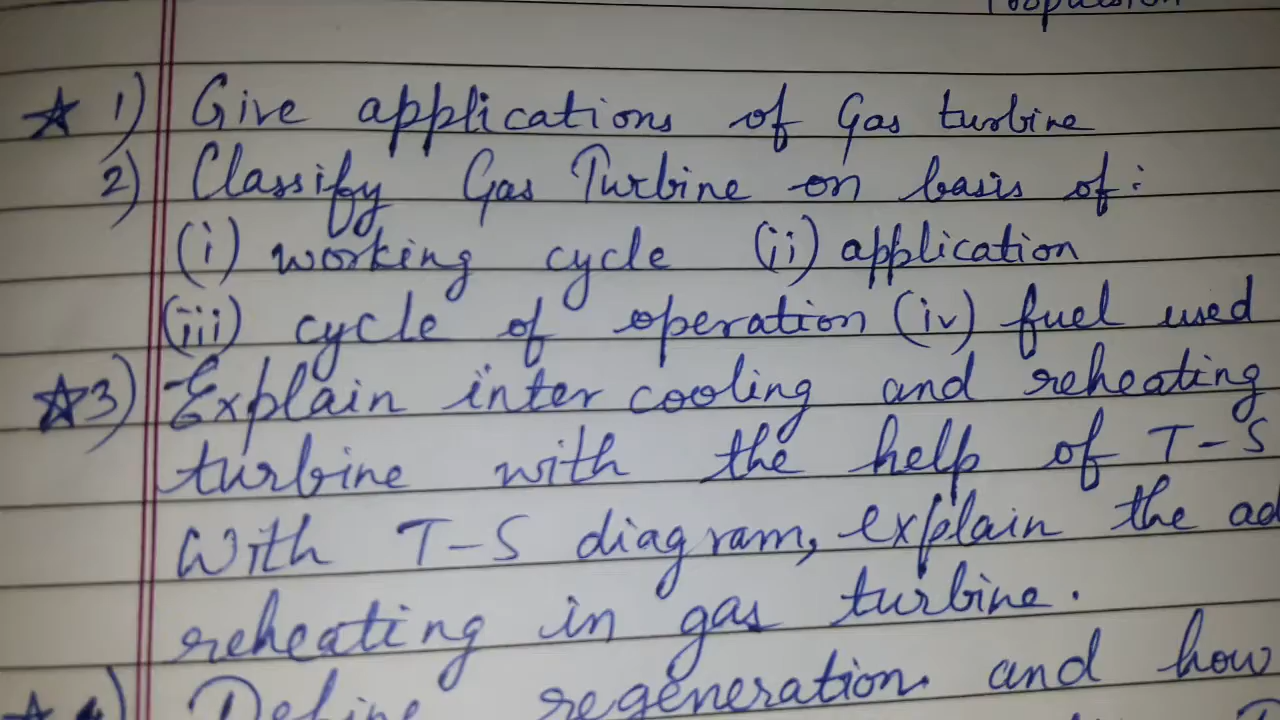 ☆ 1) Give applications of Gas turbine
2) Classify Gas Turbine on basis of:
(i) working cycle (ii) application
(iii) cycle of operation (iv) fuel used
☆3) Explain inter cooling and reheating
turbine with the help of T-S
With T-S diagram, explain the ad
reheating in gas turbine.
Define regeneration. and how